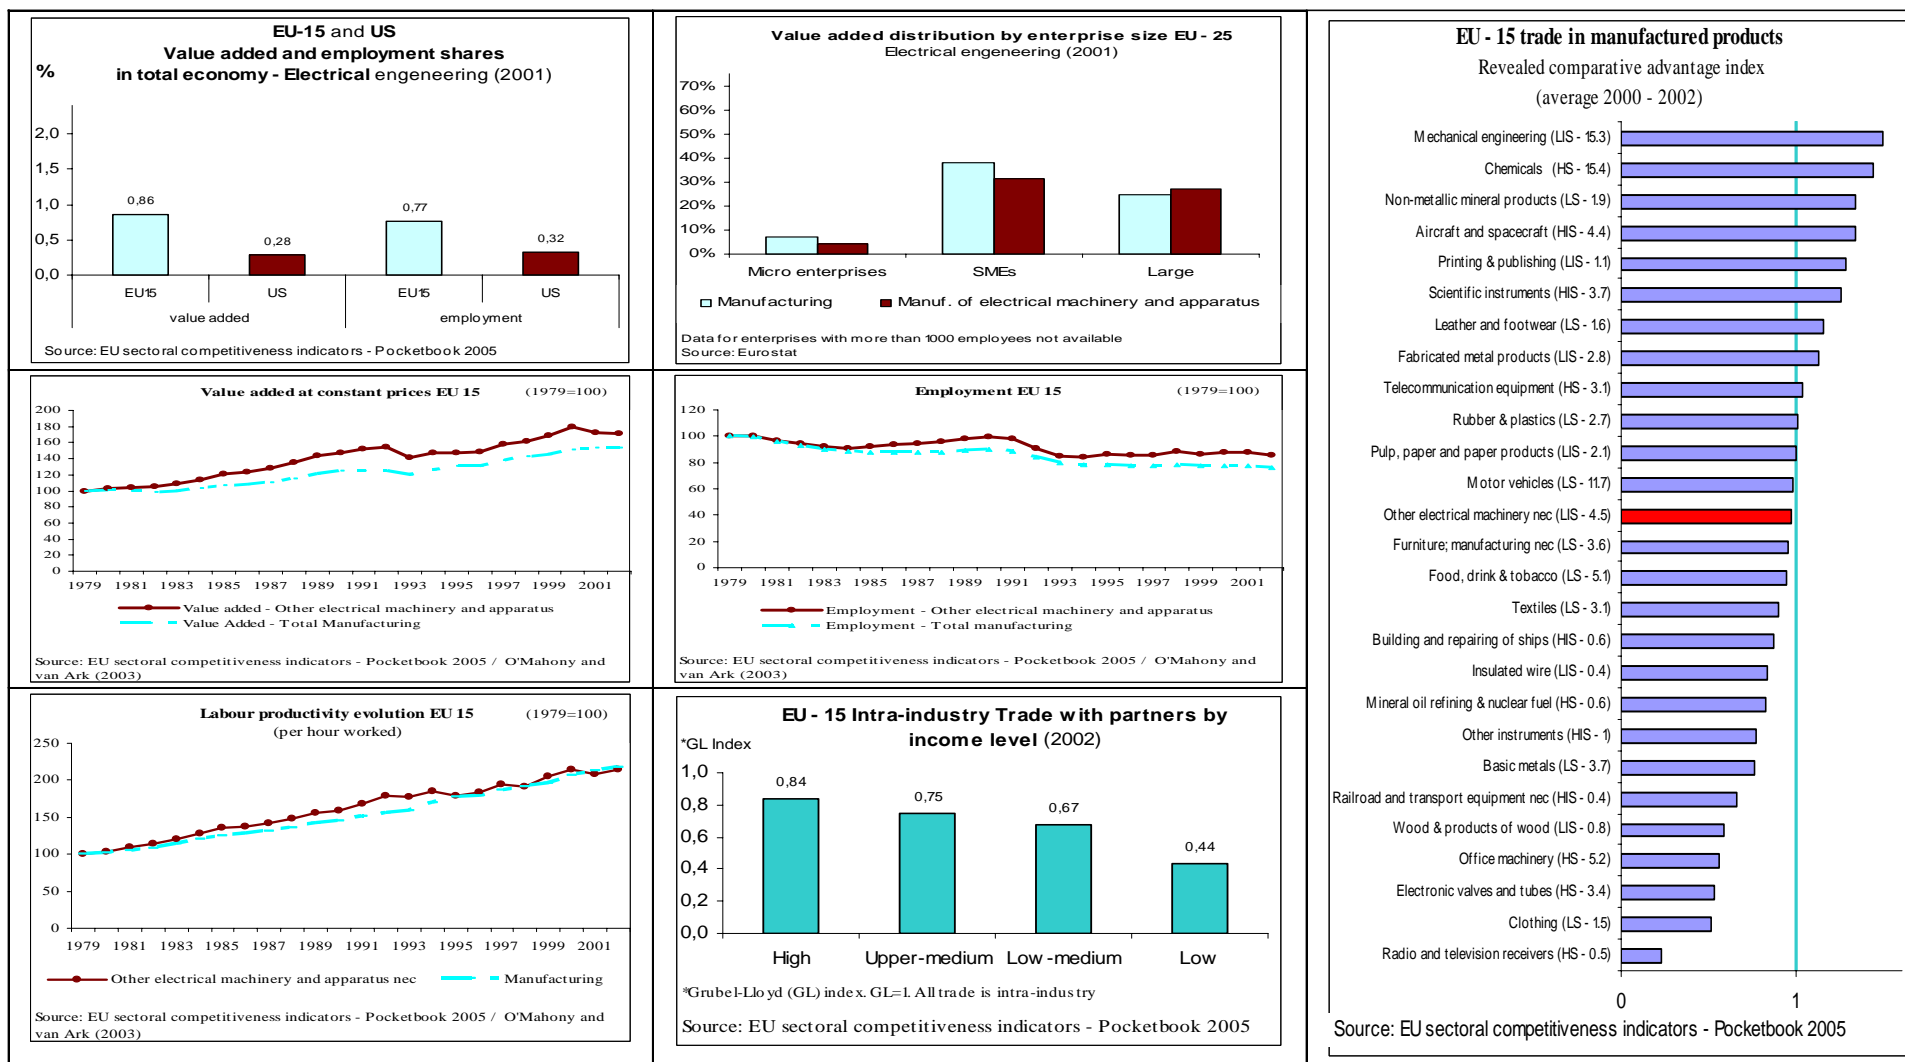 EU-15 and US
Value added and employment shares
in total economy - Electrical engeneering (2001)
%
2,0
1,5
1,0
0,5
0,0
0,86
0,28
0,77
0,32
EU15
US
EU15
US
value added
employment
Source: EU sectoral competitiveness indicators - Pocketbook 2005
Value added distribution by enterprise size EU - 25
Electrical engeneering (2001)
70%
60%
50%
40%
30%
20%
10%
0%
Micro enterprises
SMEs
Large
Manufacturing
Manuf. of electrical machinery and apparatus
Data for enterprises with more than 1000 employees not available
Source: Eurostat
Value added at constant prices EU 15 (1979=100)
200
180
160
140
120
100
80
60
40
20
0
1979 1981 1983 1985 1987 1989 1991 1993 1995 1997 1999 2001
Value added - Other electrical machinery and apparatus
Value Added - Total Manufacturing
Source: EU sectoral competitiveness indicators - Pocketbook 2005 / O'Mahony and
van Ark (2003)
Employment EU 15 (1979=100)
120
100
80
60
40
20
0
1979 1981 1983 1985 1987 1989 1991 1993 1995 1997 1999 2001
Employment - Other electrical machinery and apparatus
Employment - Total manufacturing
Source: EU sectoral competitiveness indicators - Pocketbook 2005 / O'Mahony and
van Ark (2003)
Labour productivity evolution EU 15 (1979=100)
(per hour worked)
250
200
150
100
50
0
1979 1981 1983 1985 1987 1989 1991 1993 1995 1997 1999 2001
Other electrical machinery and apparatus nec
Manufacturing
Source: EU sectoral competitiveness indicators - Pocketbook 2005 / O'Mahony and
van Ark (2003)
EU - 15 Intra-industry Trade with partners by
income level (2002)
*GL Index
1,0
0,8
0,6
0,4
0,2
0,0
0,84
0,75
0,67
0,44
High
Upper-medium
Low-medium
Low
*Grubel-Lloyd (GL) index. GL=1. All trade is intra-industry
Source: EU sectoral competitiveness indicators - Pocketbook 2005
EU - 15 trade in manufactured products
Revealed comparative advantage index
(average 2000 - 2002)
Mechanical engineering (LIS - 15.3)
Chemicals (HS - 15.4)
Non-metallic mineral products (LS - 1.9)
Aircraft and spacecraft (HIS - 4.4)
Printing & publishing (LIS - 1.1)
Scientific instruments (HIS - 3.7)
Leather and footwear (LS - 1.6)
Fabricated metal products (LIS - 2.8)
Telecommunication equipment (HS - 3.1)
Rubber & plastics (LS - 2.7)
Pulp, paper and paper products (LIS - 2.1)
Motor vehicles (LS - 11.7)
Other electrical machinery nec (LIS - 4.5)
Furniture; manufacturing nec (LS - 3.6)
Food, drink & tobacco (LS - 5.1)
Textiles (LS - 3.1)
Building and repairing of ships (HIS - 0.6)
Insulated wire (LIS - 0.4)
Mineral oil refining & nuclear fuel (HS - 0.6)
Other instruments (HIS - 1)
Basic metals (LS - 3.7)
Railroad and transport equipment nec (HIS - 0.4)
Wood & products of wood (LIS - 0.8)
Office machinery (HS - 5.2)
Electronic valves and tubes (HS - 3.4)
Clothing (LS - 1.5)
Radio and television receivers (HS - 0.5)
0
1
Source: EU sectoral competitiveness indicators - Pocketbook 2005